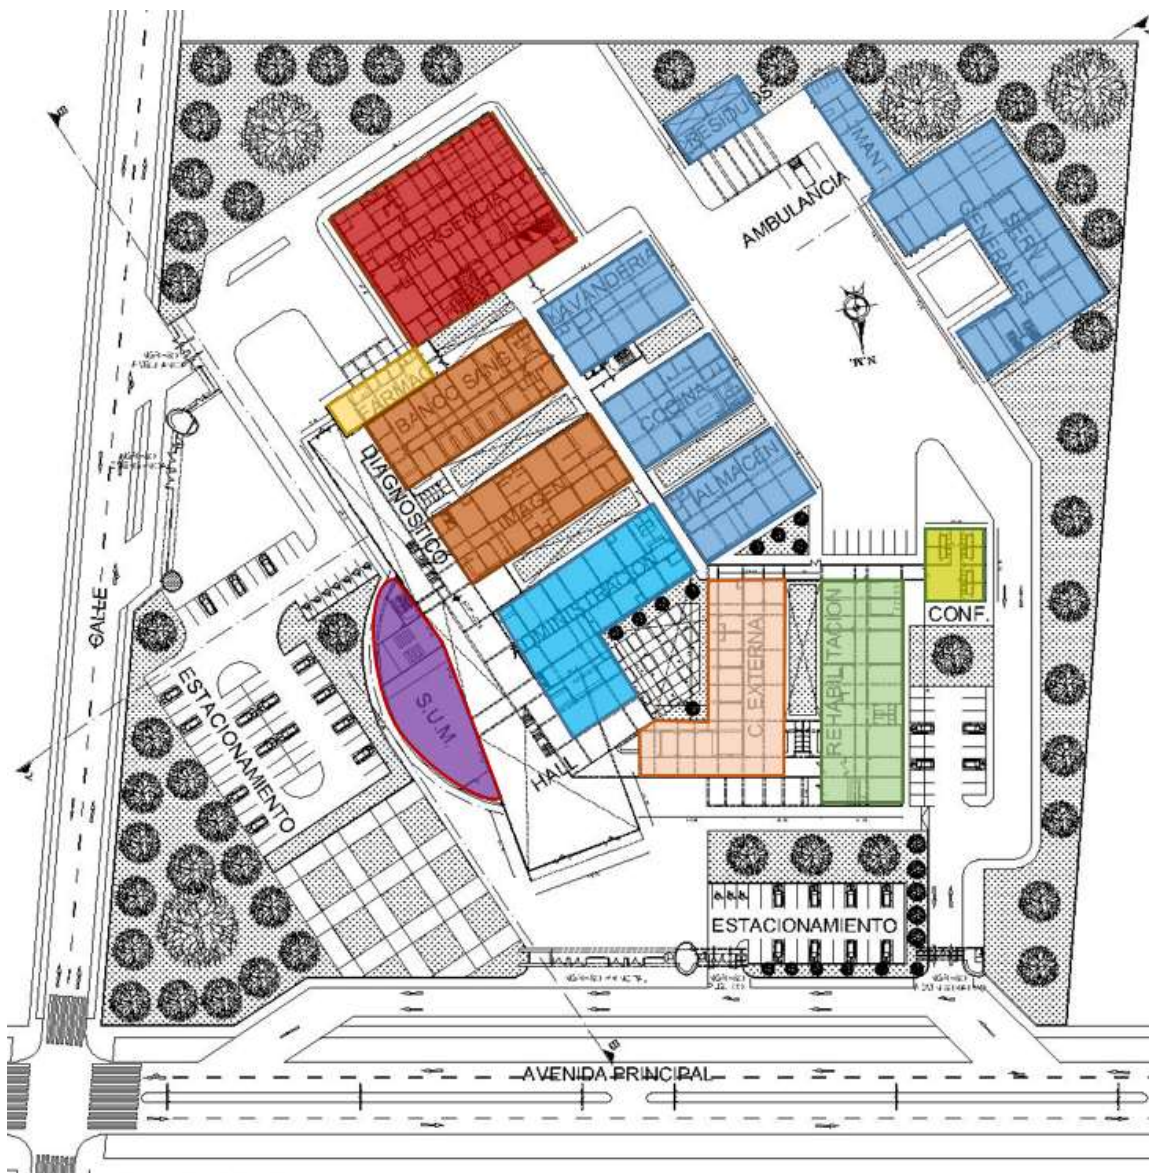 RESIDUOS
MANT.
EMERGENCIA
AMBULANCIA
SERV.
GENERALES
LAVANDERIA
N.M.
FARMAC
BANCO SANG
COCINA
DIAGNOSTICO
IMAGEN
ALMACEN
CALLE
CONF.
ADMINISTRACION
C. EXTERNA
REHABILITACION
S.U.M.
ESTACIONAMIENTO
HALL
ESTACIONAMIENTO
B
AVENIDA PRINCIPAL